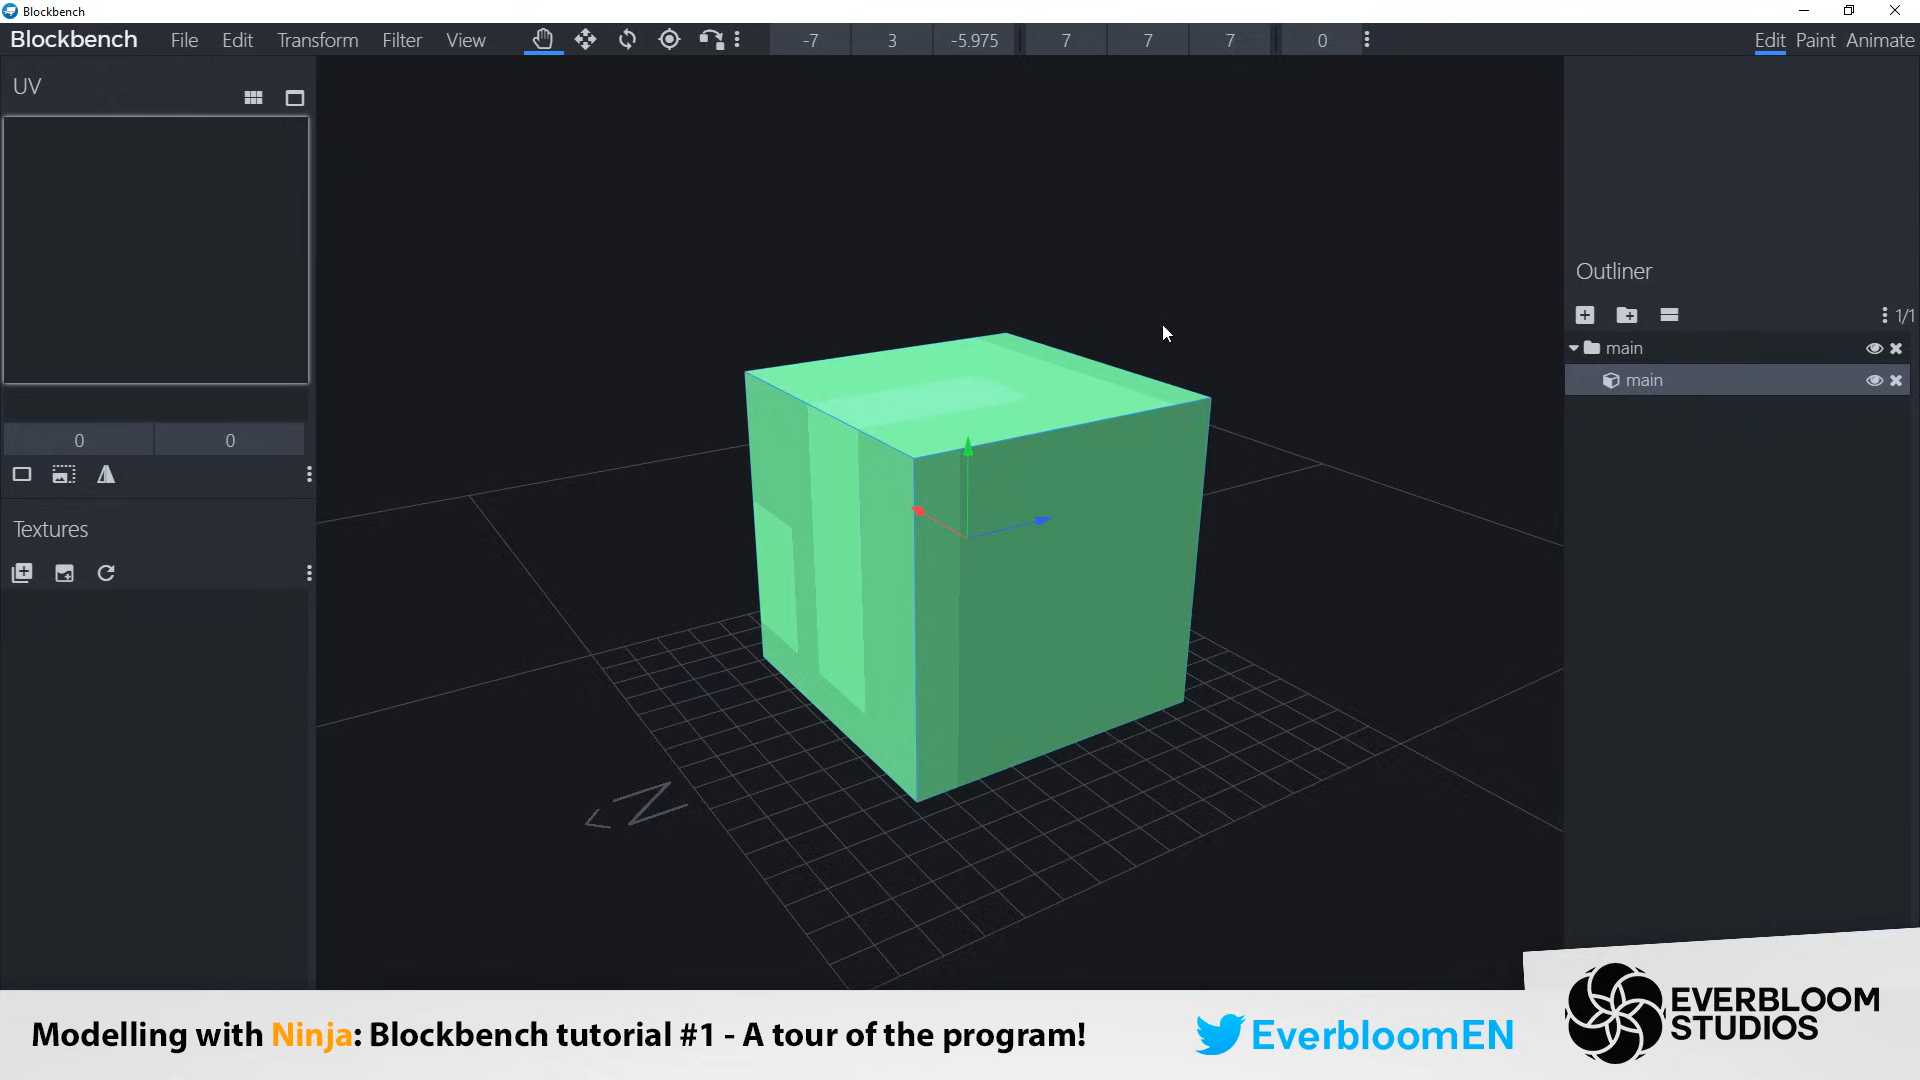 Blockbench
Blockbench File Edit Transform Filter View -7 3 -5.975 7 7 7 0 Edit Paint Animate
UV
Outliner
1/1
main
main
0 0
Textures
N
Modelling with Ninja: Blockbench tutorial #1 - A tour of the program!
EverbloomEN
EVERBLOOM
STUDIOS